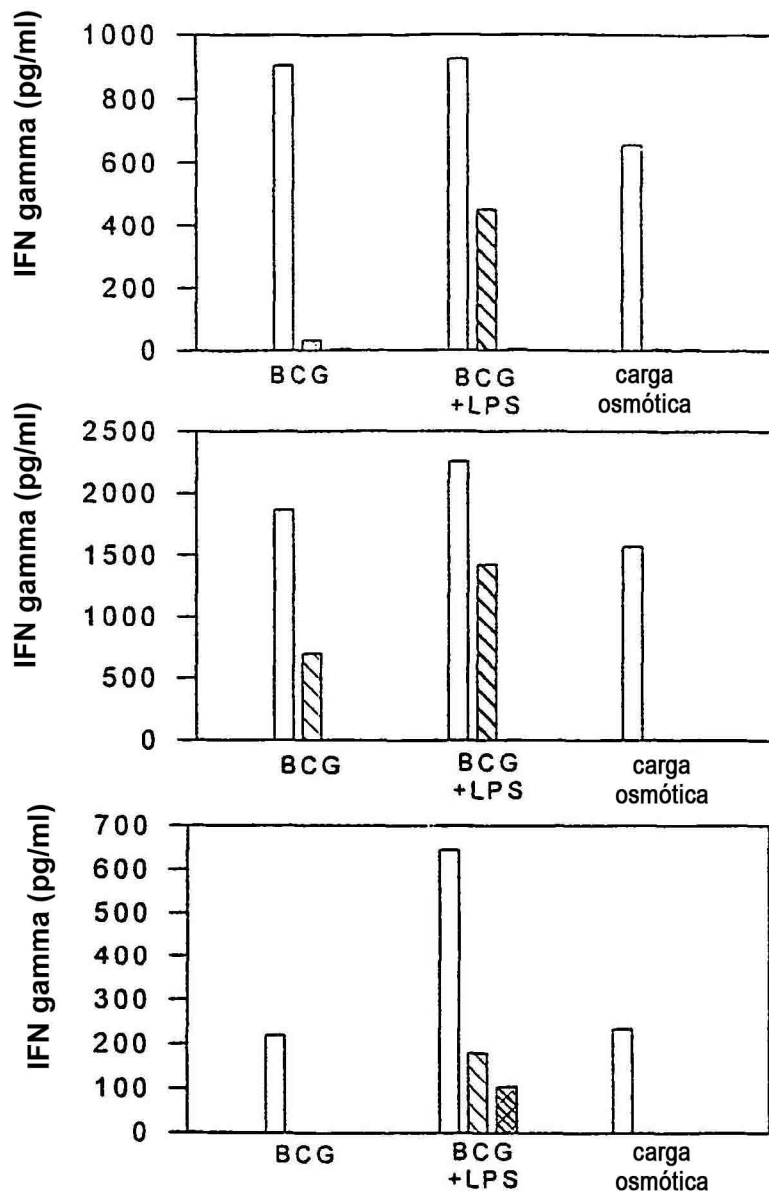 IFN gamma (pg/ml)
1000
800
600
400
200
0
BCG
BCG
+LPS
carga
osmótica
IFN gamma (pg/ml)
2500
2000
1500
1000
500
0
BCG
BCG
+LPS
carga
osmótica
IFN gamma (pg/ml)
700
600
500
400
300
200
100
0
BCG
BCG
+LPS
carga
osmótica